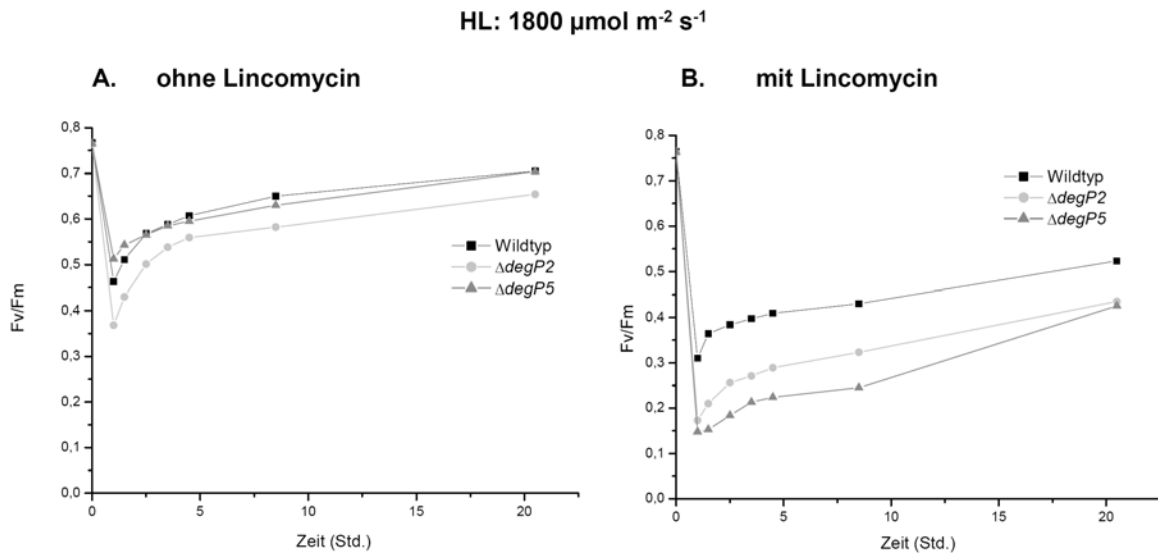 HL: 1800 µmol m⁻² s⁻¹
A. ohne Lincomycin
0,8
0,7
0,6
0,5
0,4
0,3
0,2
0,1
0,0
Fv/Fm
Wildtyp
ΔdegP2
ΔdegP5
0 5 10 15 20
Zeit (Std.)
B. mit Lincomycin
0,8
0,7
0,6
0,5
0,4
0,3
0,2
0,1
0,0
Fv/Fm
Wildtyp
ΔdegP2
ΔdegP5
0 5 10 15 20
Zeit (Std.)